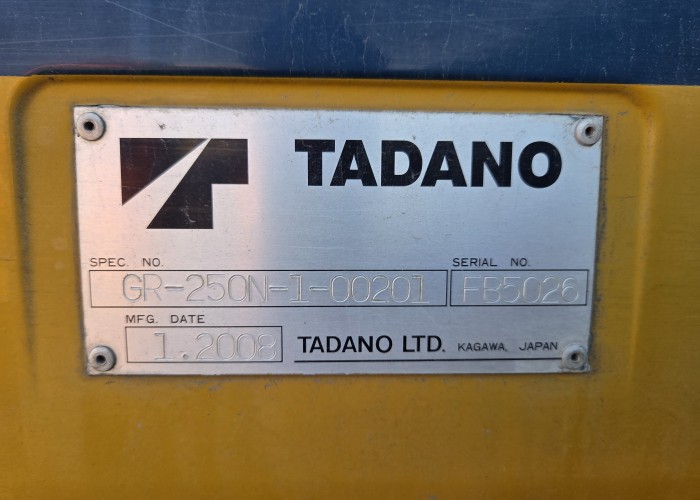 TADANO
SPEC. NO. SERIAL NO.
GR-250N-1-00201 FB5026
MFG. DATE
1.2008 TADANO LTD. KAGAWA, JAPAN